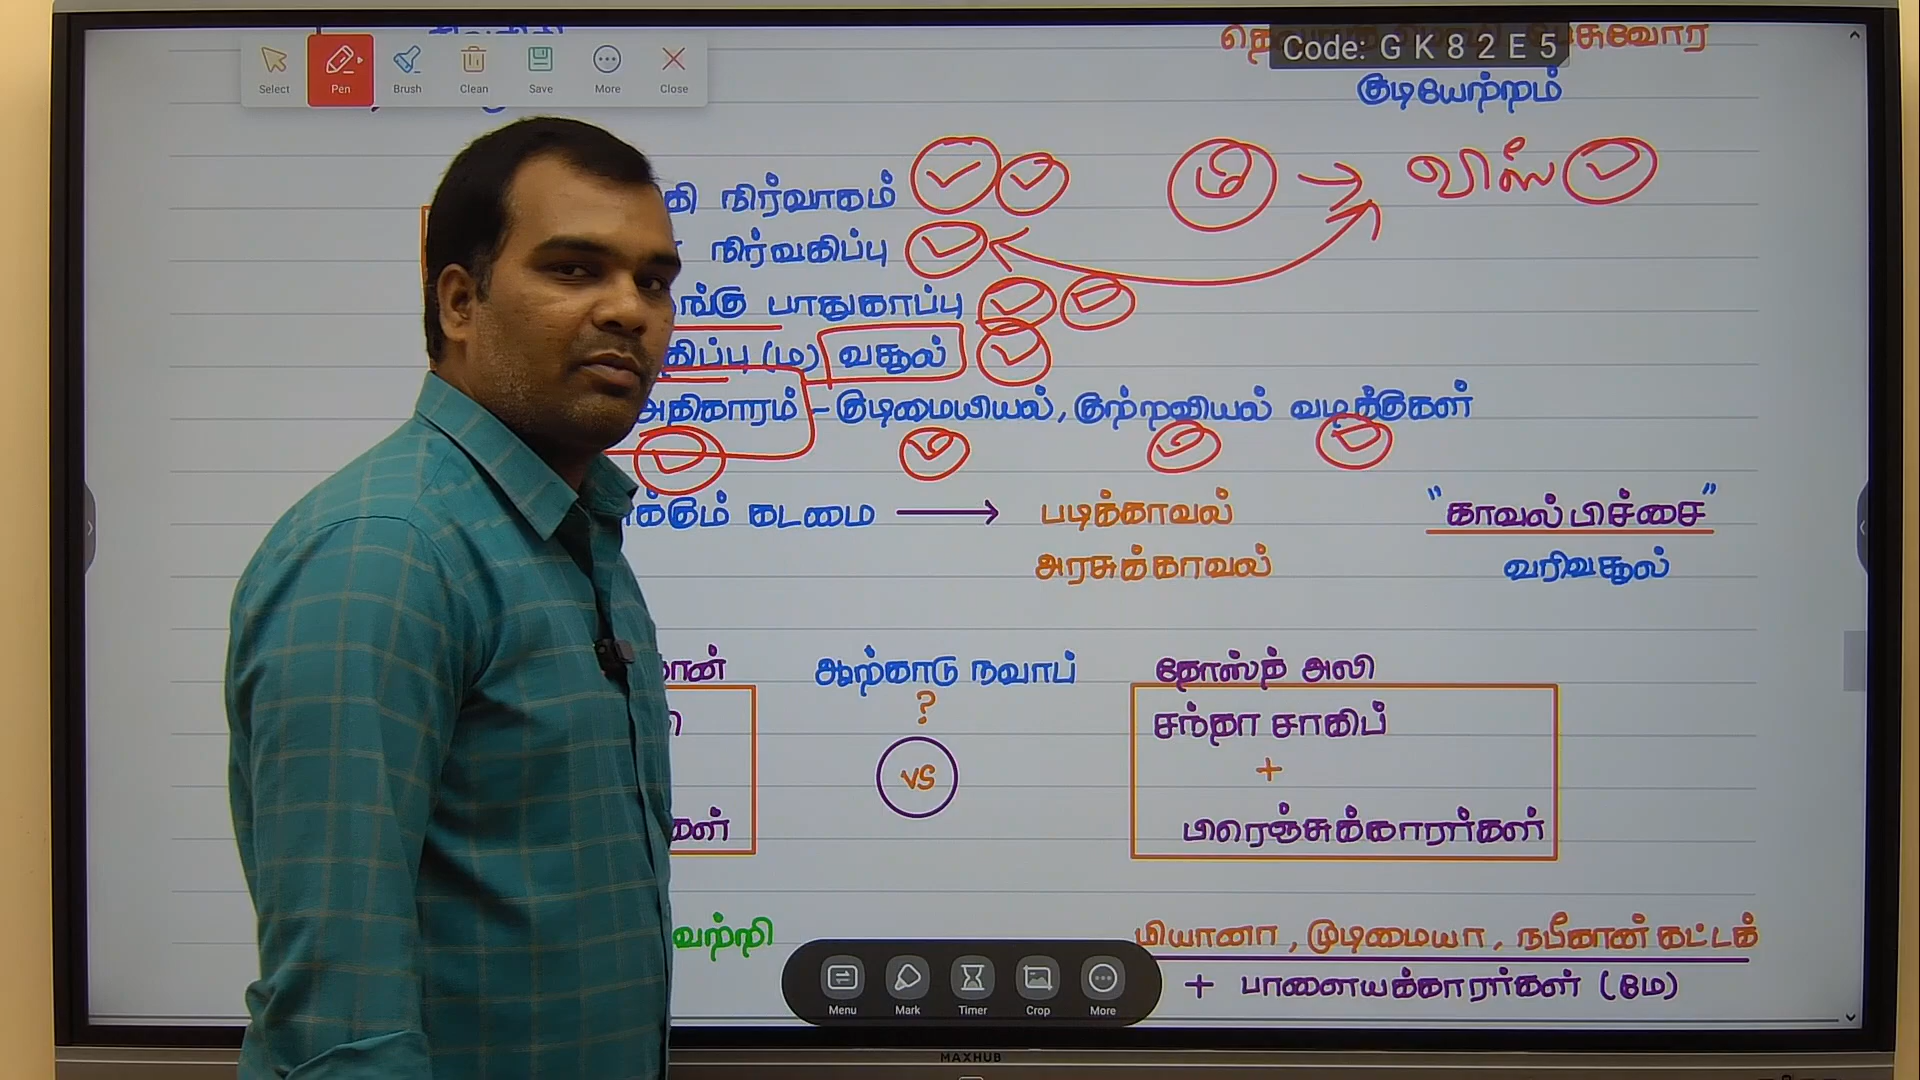 Code: G K 8 2 E 5
Select Pen Brush Clean Save More Close
குடியேற்றம்
கி நிர்வாகம்
நிர்வகிப்பு
பாதுகாப்பு
(ம) வசூல்
அதிகாரம் - குடிமையியல், குற்றவியல் வழக்குகள்
கடமை → படிக்காவல் "காவல் பிச்சை"
அரசுக்காவல் வரிவசூல்
ஆற்காடு நவாப் தோஸ்த் அலி
? சந்தா சாகிப்
VS +
பிரெஞ்சுக்காரர்கள்
மியானா, முடிமையா, நபீகான் கட்டக்
+ பாளையக்காரர்கள் (மே)
Menu Mark Timer Crop More
MAXHUB